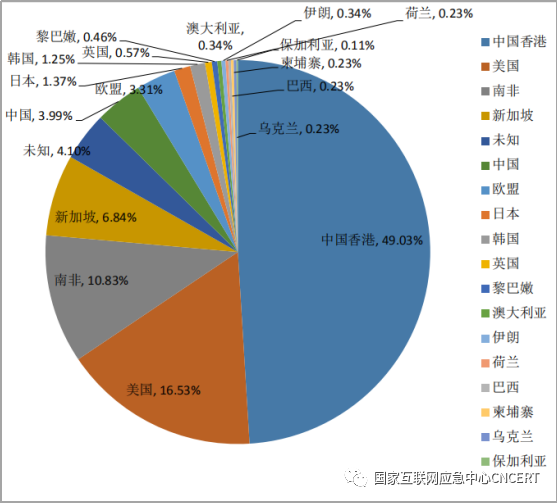 伊朗, 0.34%
荷兰, 0.23%
澳大利亚,
0.34%
黎巴嫩, 0.46%
保加利亚, 0.11%
英国, 0.57%
韩国, 1.25%
柬埔寨, 0.23%
日本, 1.37%
欧盟, 3.31%
巴西, 0.23%
中国, 3.99%
乌克兰, 0.23%
未知, 4.10%
新加坡, 6.84%
中国香港, 49.03%
南非, 10.83%
美国, 16.53%
中国香港
美国
南非
新加坡
未知
中国
欧盟
日本
韩国
英国
黎巴嫩
澳大利亚
伊朗
荷兰
巴西
柬埔寨
乌克兰
保加利亚
国家互联网应急中心CNCERT